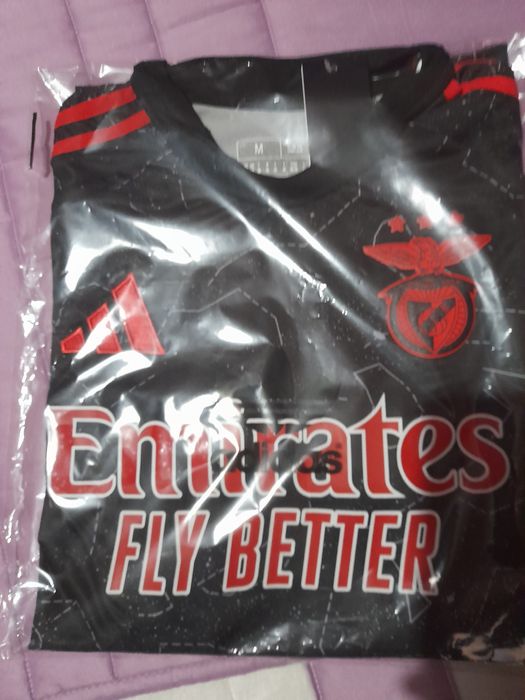 M
Emirates
adidas
FLY BETTER